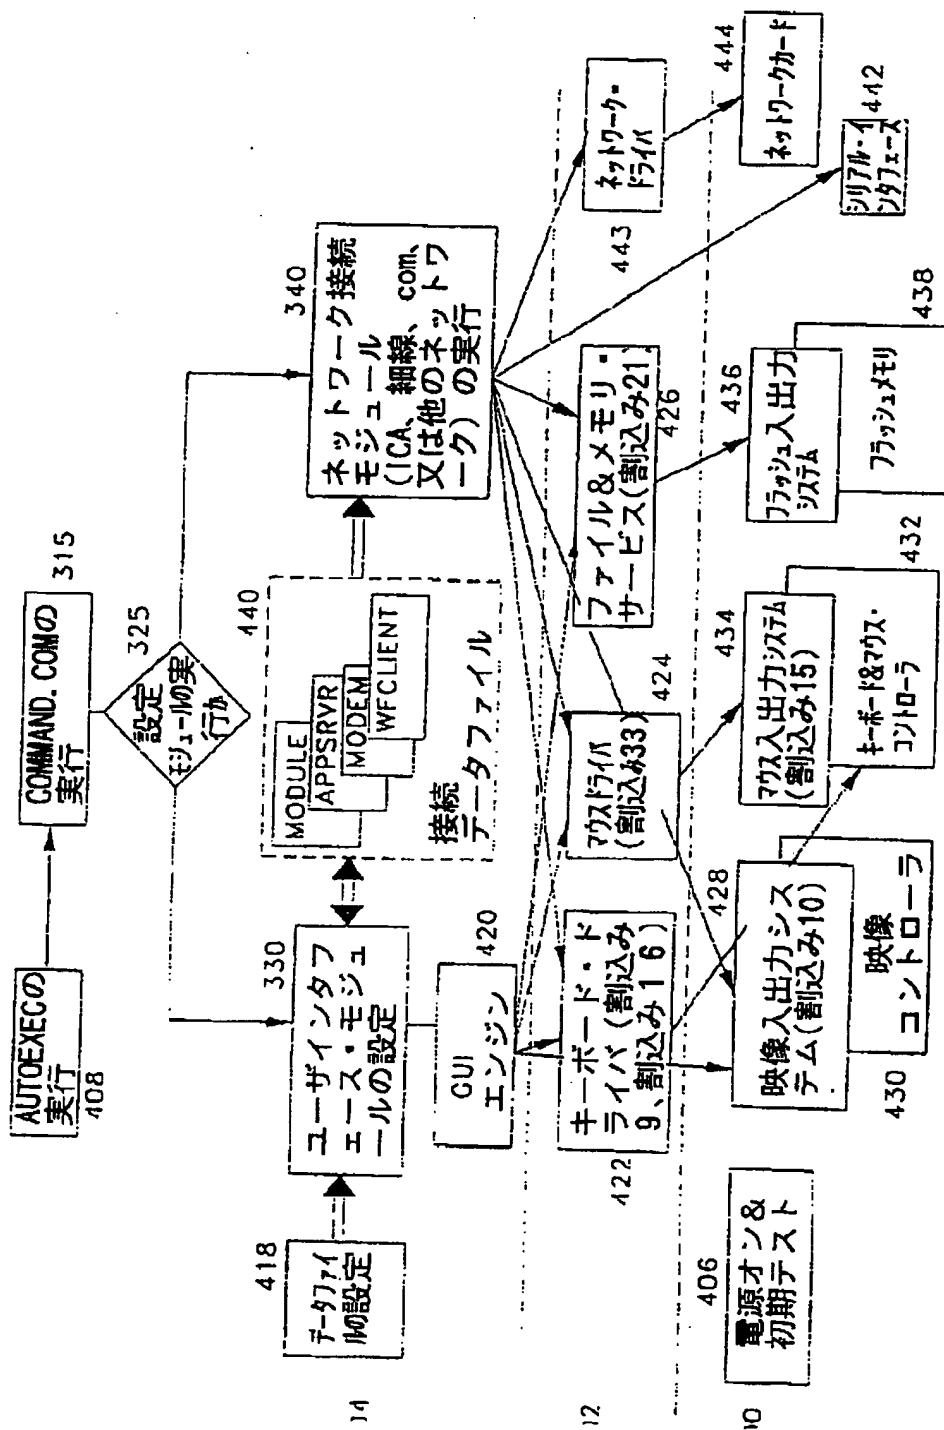 AUTOEXECの
実行
408
COMMAND. COMの
実行
315
設定
モジュールの実
行か
325
418
データファイ
ルの設定
330
ユーザインタフ
ェース・モジュ
ールの設定
440
MODULE
APPSRVR
MODEM
WFCLIENT
接続
データファイル
340
ネットワーク接続
モジュール
(ICA、細線、com、
又は他のネットワ
ーク) の実行
GUI
エンジン
420
キーボード・ド
ライバ (割込み
9、割込み16)
422
マウスドライバ
(割込み33)
424
ファイル&メモリ・
サービス(割込み21)
426
ネットワーク・
ドライバ
443
406
電源オン&
初期テスト
映像入出力シス
テム(割込み10)
428
映像
コントローラ
430
マウス入出力システム
(割込み15)
434
キーボード&マウス・
コントローラ
432
フラッシュ入出力
システム
436
フラッシュメモリ
438
ネットワークカード
444
シリアル・イ
ンタフェース
442